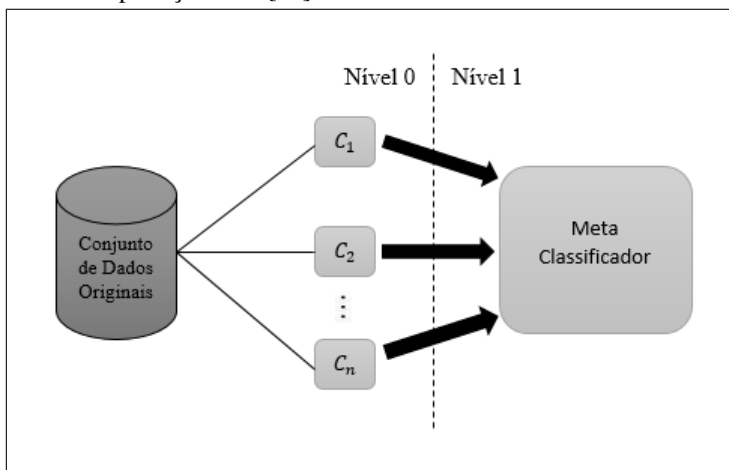 Nível 0
Nível 1
C₁
Conjunto
de Dados
Originais
C₂
⋮
Cₙ
Meta
Classificador